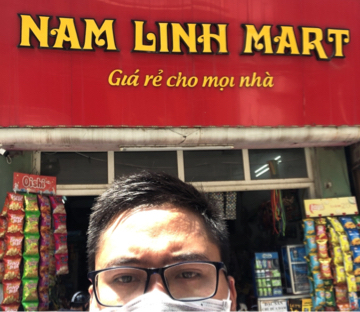 NAM LINH MART
Giá rẻ cho mọi nhà
Oishi